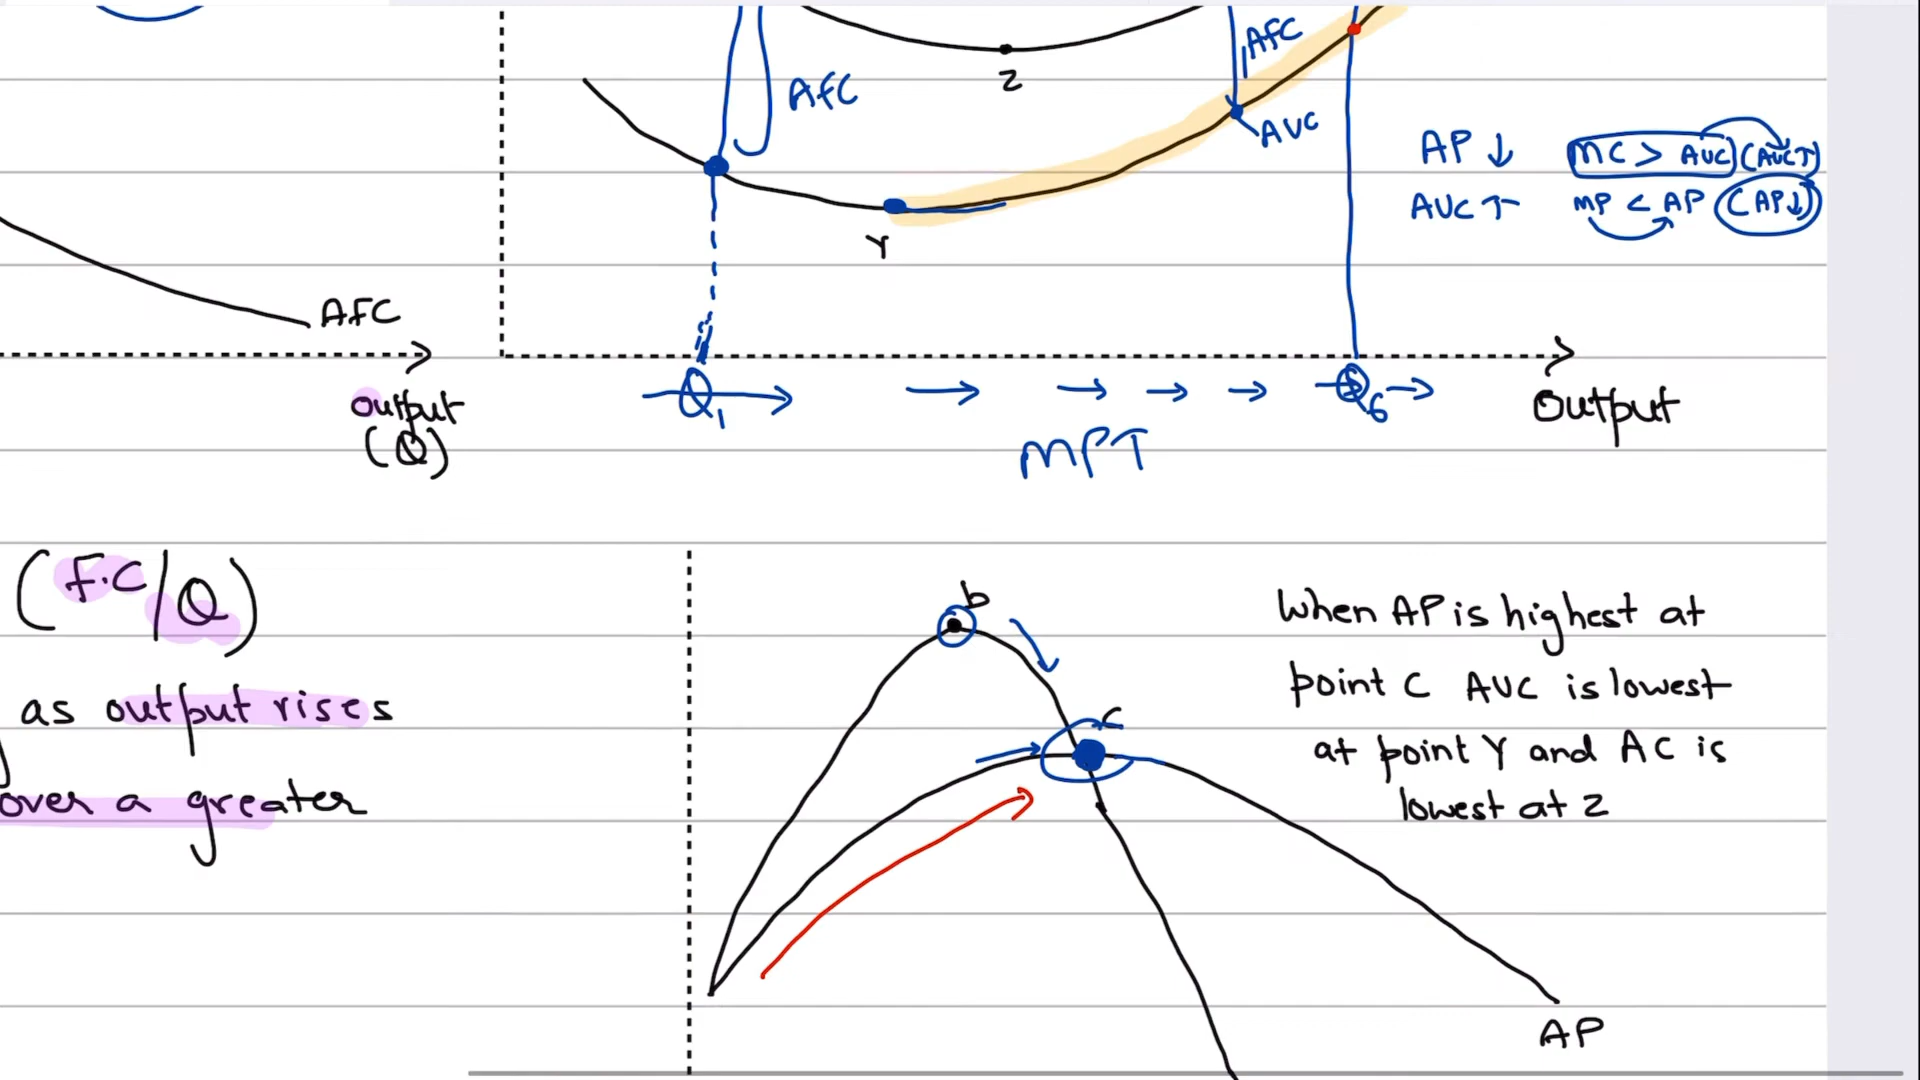 AFC
Z
AFC
AVC
AP ↓ MC > AVC (AVC↑)
AVC ↑ MP < AP (AP↓)
Y
AFC
Output
(Q)
Q1
Q6
Output
MPT
(F.C/Q)
as output rises
over a greater
b
c
When AP is highest at
point C AVC is lowest
at point Y and AC is
lowest at Z
AP